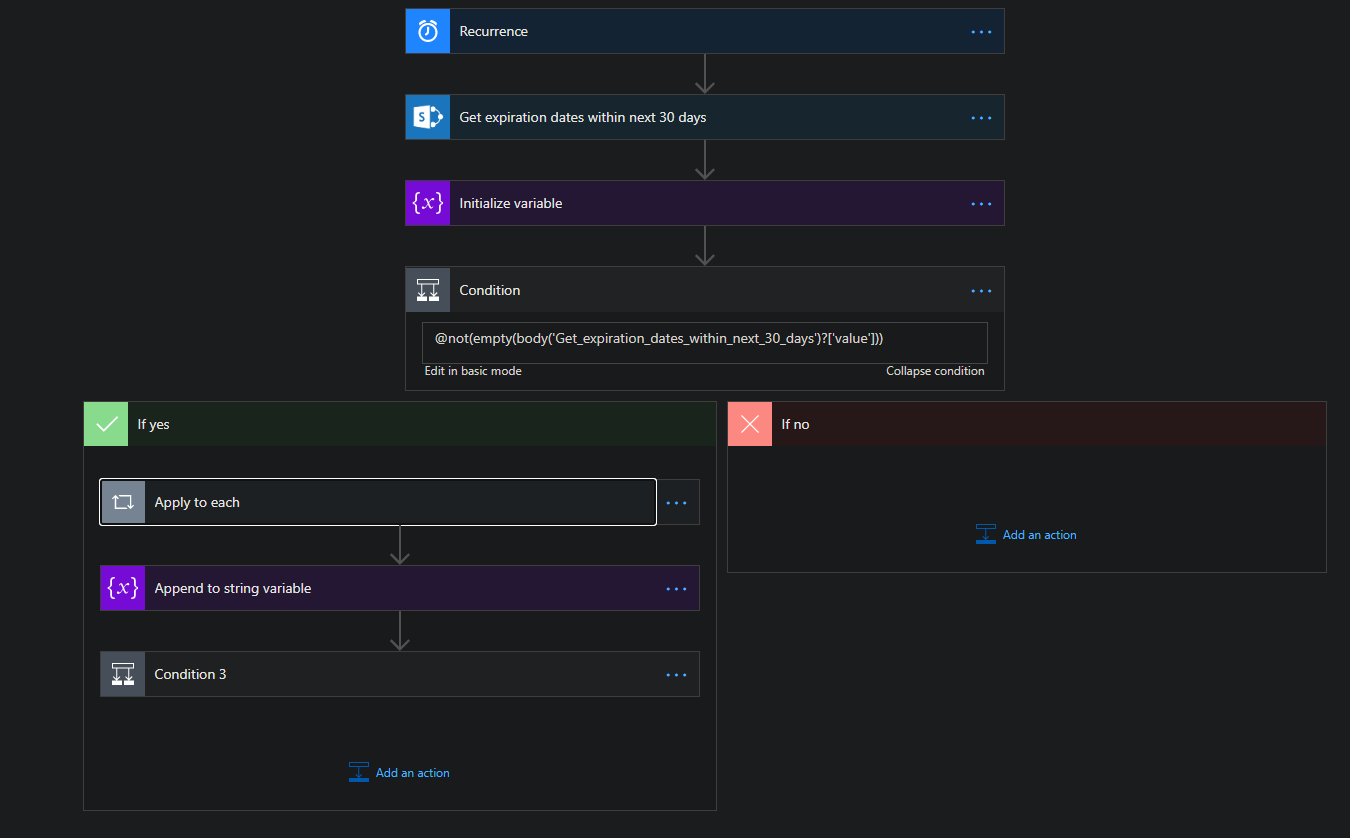 Recurrence
Get expiration dates within next 30 days
Initialize variable
Condition
@not(empty(body('Get_expiration_dates_within_next_30_days')?['value']))
Edit in basic mode
Collapse condition
If yes
If no
Apply to each
Add an action
Append to string variable
Condition 3
Add an action